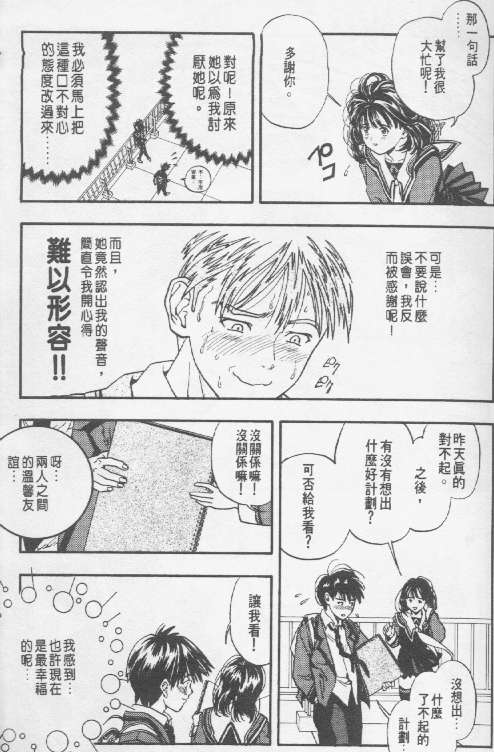 那一句話
……
幫了我很
大忙呢！
多謝你。
ペコ
對呢！原來
她以為我討
厭她呢。
我必須馬上把
這種口不對心
的態度改過來
……
可是…
不要說什麼
誤會，我反
而被感謝呢！
而且，
她竟然認出我的聲音，
簡直令我開心得
難以形容!!
昨天真的
對不起。
之後，
有沒有想出
什麼好計劃？
可否給我看？
沒想出…
什麼
了不起的
計劃
沒關係嘛！
沒關係嘛！
呀…
兩人之間
的溫馨友
誼…
讓我看！
我感到…
也許現在
是最幸福
的呢…